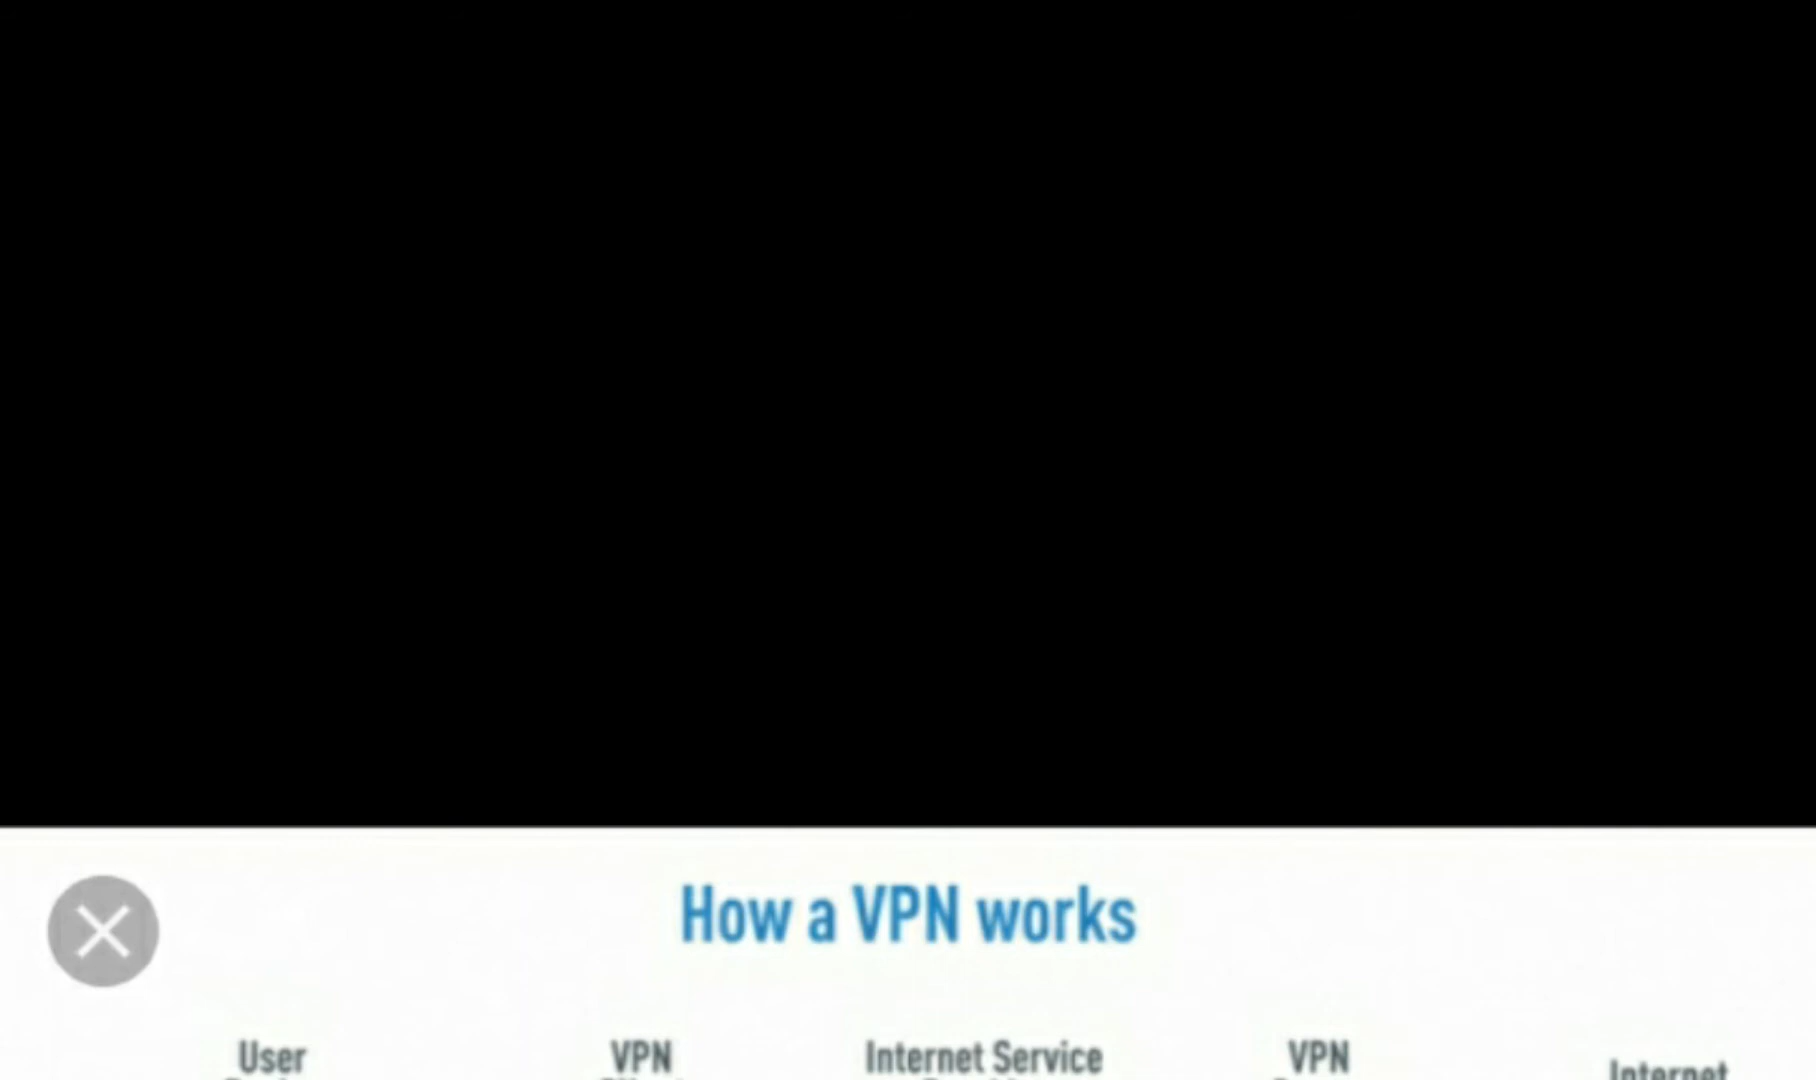 How a VPN works
User VPN Internet Service VPN
Internet